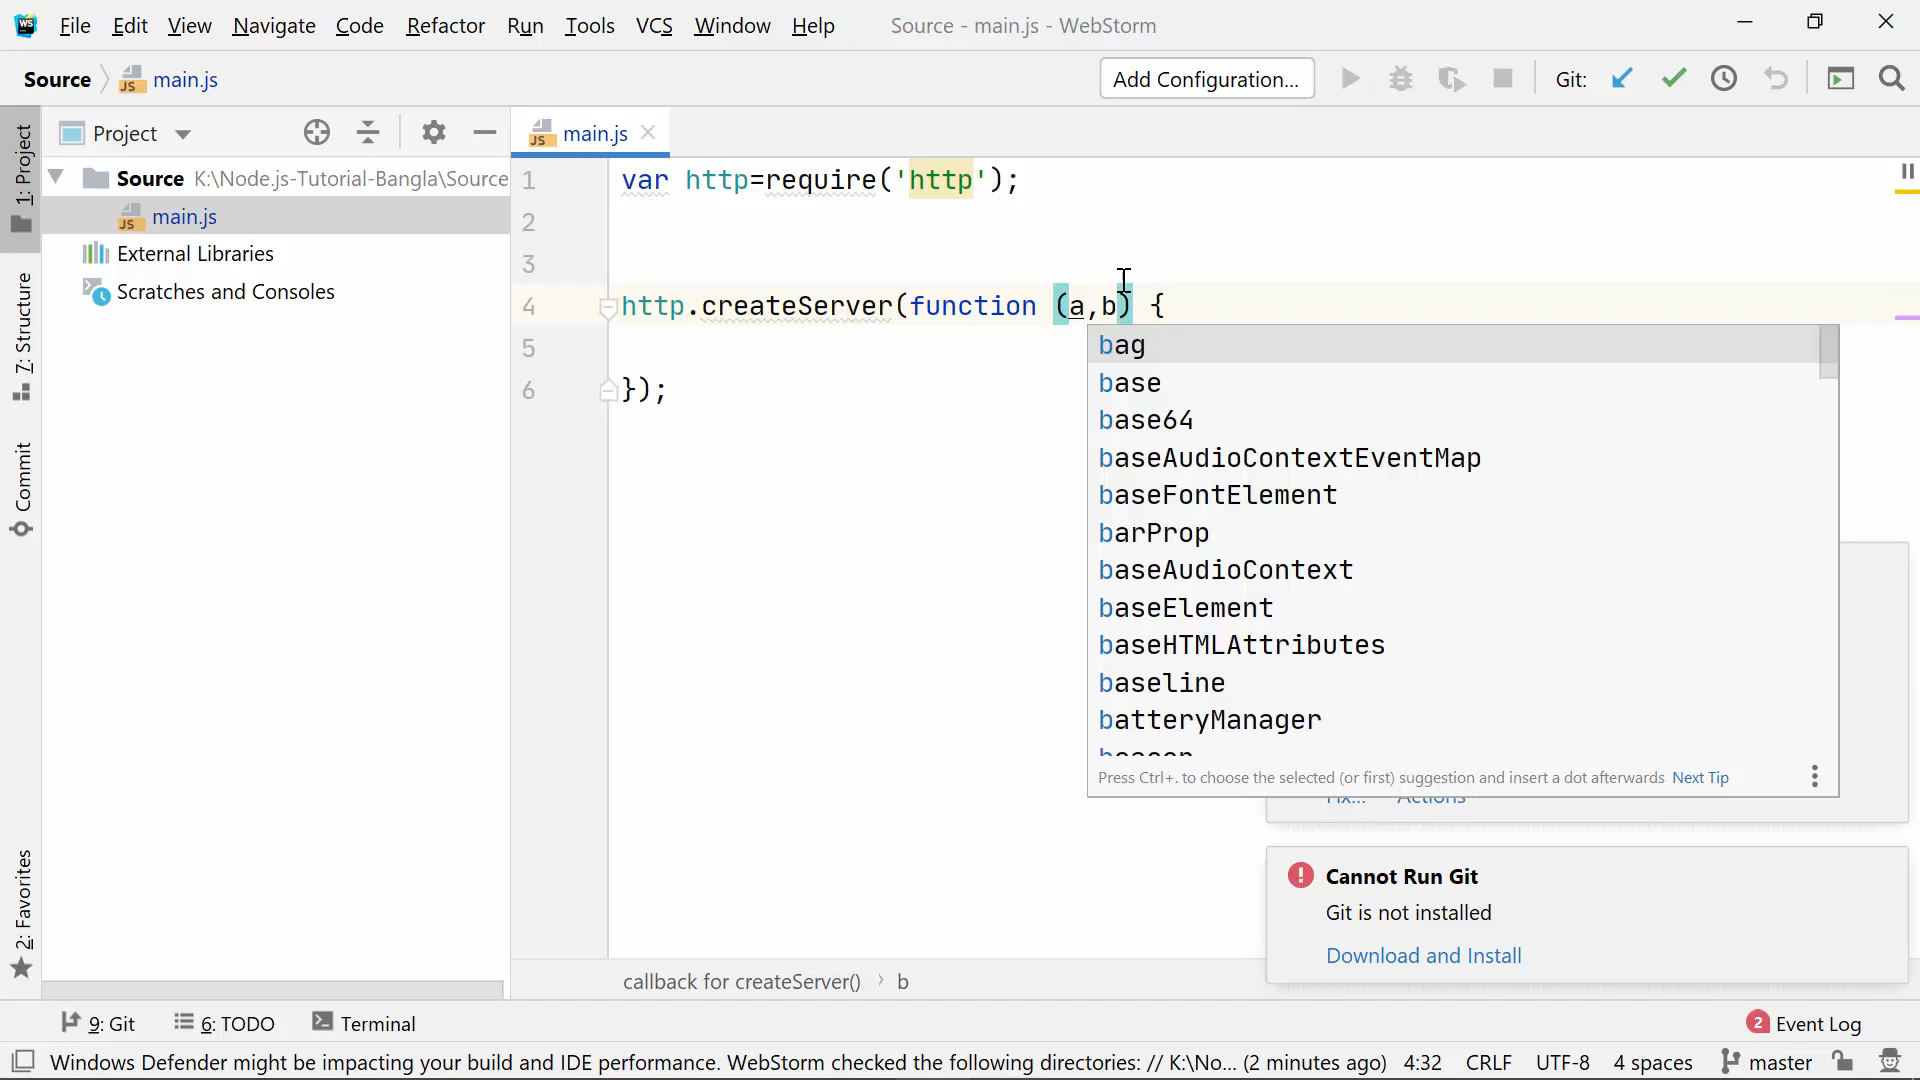 File Edit View Navigate Code Refactor Run Tools VCS Window Help Source - main.js - WebStorm
Source main.js Add Configuration... Git:
1: Project
7: Structure
Commit
2: Favorites
Project
Source K:\Node.js-Tutorial-Bangla\Source
main.js
External Libraries
Scratches and Consoles
main.js
1 var http=require('http');
2
3
4 http.createServer(function (a,b) {
5
6 });
bag
base
base64
baseAudioContextEventMap
baseFontElement
barProp
baseAudioContext
baseElement
baseHTMLAttributes
baseline
batteryManager
Press Ctrl+. to choose the selected (or first) suggestion and insert a dot afterwards Next Tip
Actions
Cannot Run Git
Git is not installed
Download and Install
callback for createServer() › b
9: Git 6: TODO Terminal 2 Event Log
Windows Defender might be impacting your build and IDE performance. WebStorm checked the following directories: // K:\No... (2 minutes ago) 4:32 CRLF UTF-8 4 spaces master